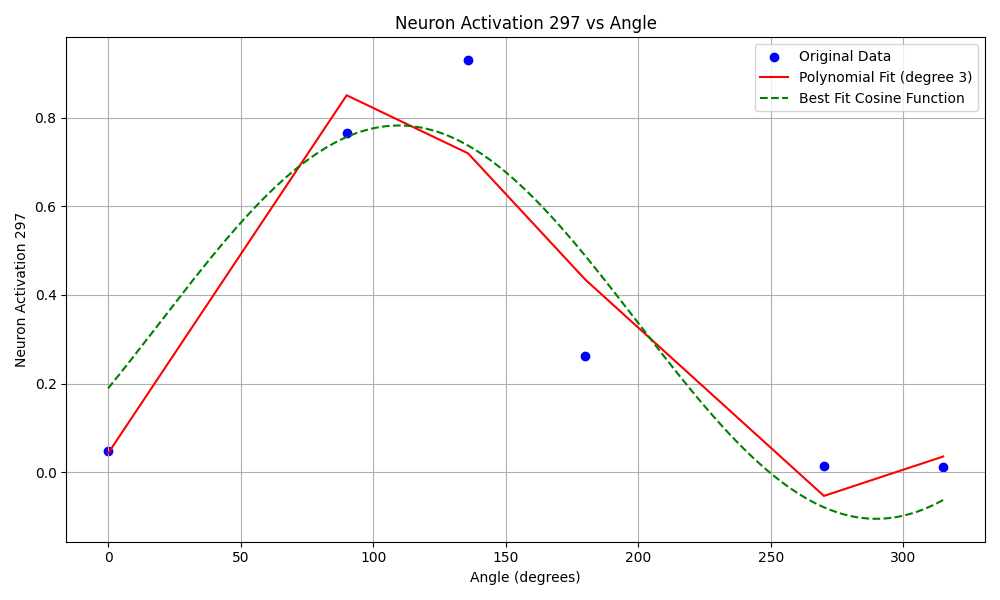 Neuron Activation 297 vs Angle
Original Data
Polynomial Fit (degree 3)
Best Fit Cosine Function
Neuron Activation 297
0.8
0.6
0.4
0.2
0.0
0
50
100
150
200
250
300
Angle (degrees)